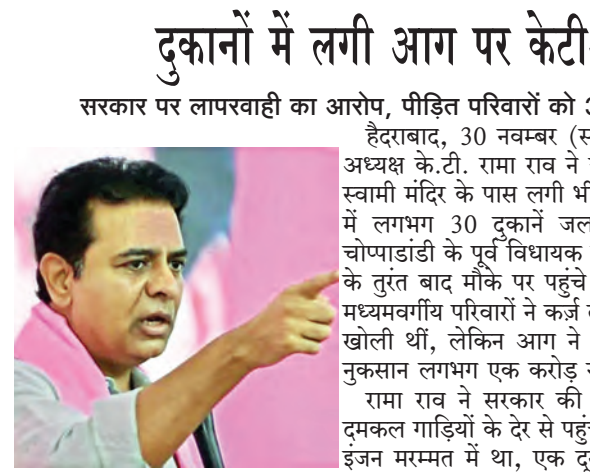 दुकानों में लगी आग पर केटी
सरकार पर लापरवाही का आरोप, पीड़ित परिवारों को
हैदराबाद, 30 नवम्बर
अध्यक्ष के.टी. रामा राव ने
स्वामी मंदिर के पास लगी
में लगभग 30 दुकानें
चोप्पाडांडी के पूर्व विधायक
के तुरंत बाद मौके पर पहुंचे
मध्यमवर्गीय परिवारों ने कर्ज़
खोली थीं, लेकिन आग ने
नुकसान लगभग एक करोड़
रामा राव ने सरकार की
दमकल गाड़ियों के देर से
इंजन मरम्मत में था, एक